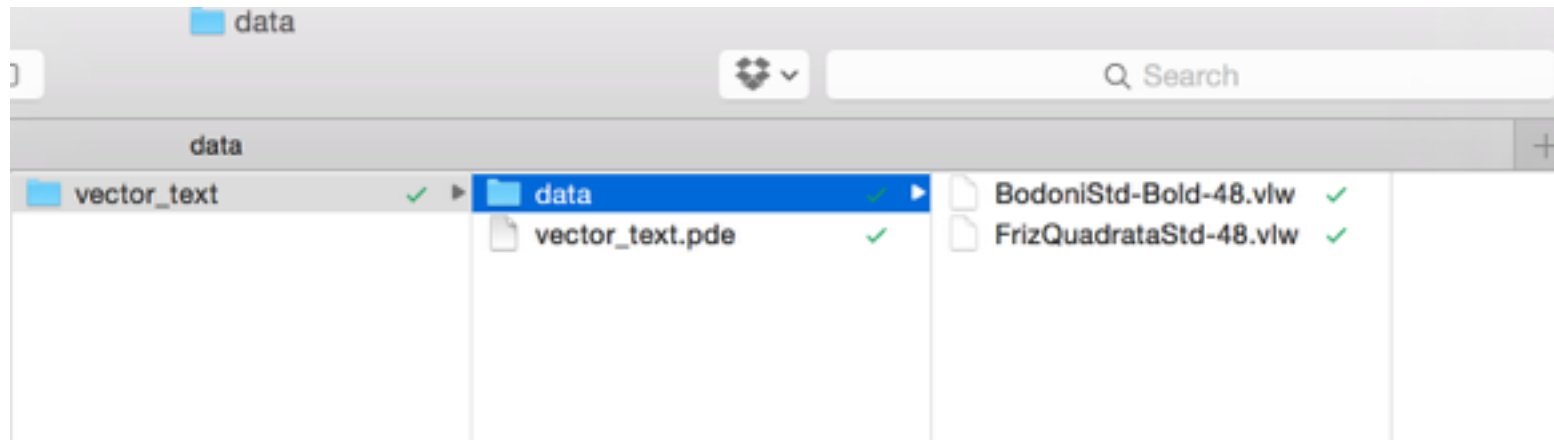 data
Search
data
vector_text
data
vector_text.pde
BodoniStd-Bold-48.vlw
FrizQuadrataStd-48.vlw